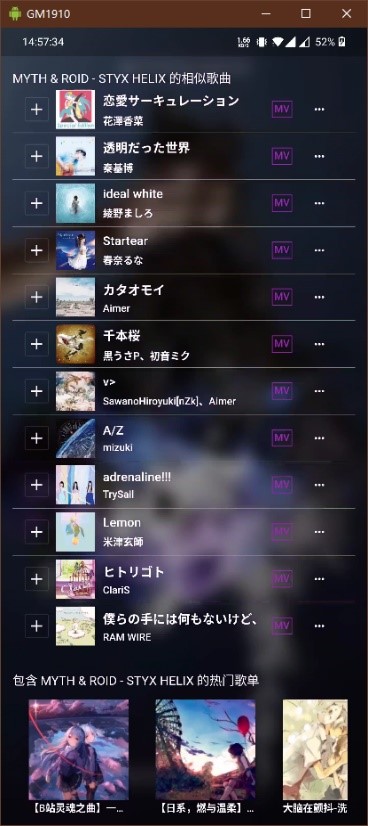 GM1910
14:57:34
1.66
KB/S
52%
MYTH & ROID - STYX HELIX 的相似歌曲
恋愛サーキュレーション
MV
花澤香菜
透明だった世界
MV
秦基博
ideal white
MV
綾野ましろ
Startear
MV
春奈るな
カタオモイ
MV
Aimer
千本桜
MV
黒うさP、初音ミク
v>
MV
SawanoHiroyuki[nZk]、Aimer
A/Z
MV
mizuki
adrenaline!!!
MV
TrySail
Lemon
MV
米津玄師
ヒトリゴト
MV
ClariS
僕らの手には何もないけど、
MV
RAM WIRE
包含 MYTH & ROID - STYX HELIX 的热门歌单
【B站灵魂之曲】一...
【日系，燃与温柔】...
大脑在颤抖-洗